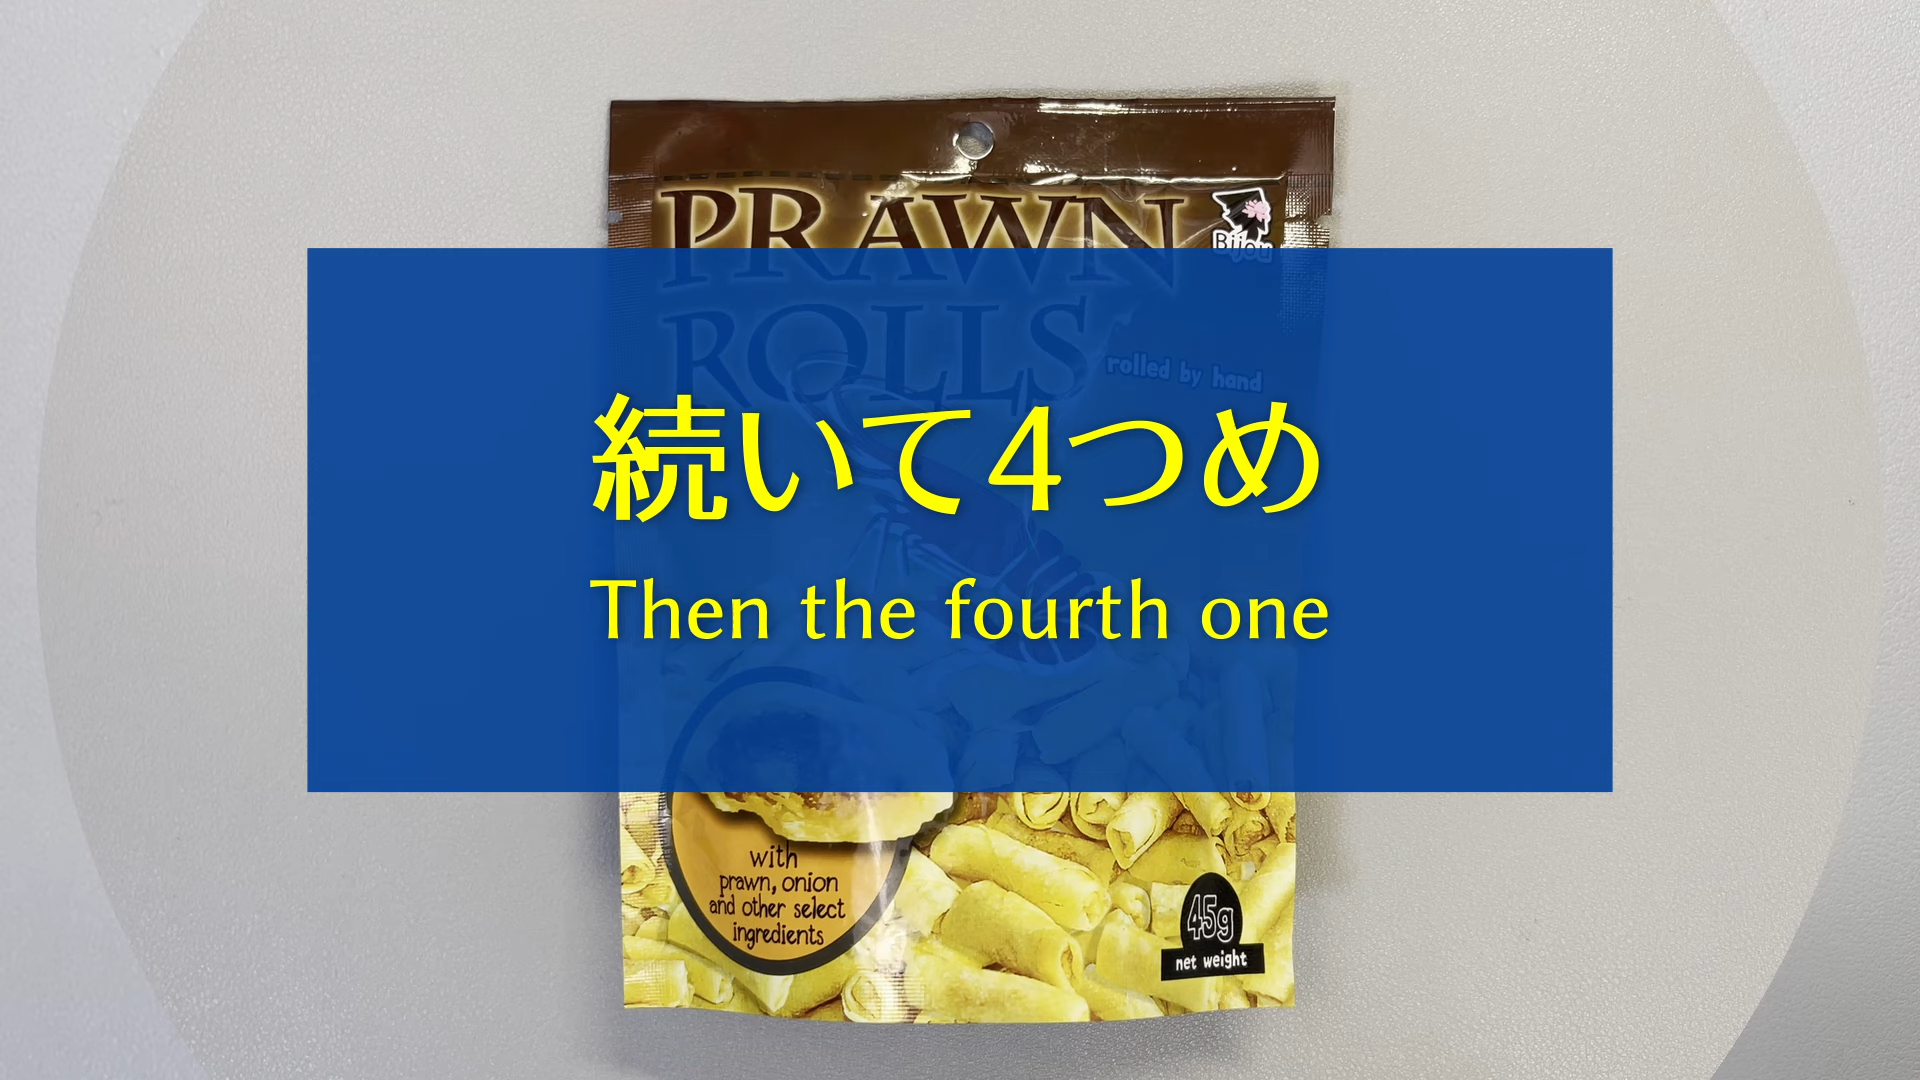 PRAWN
Bijou
ROLLS
rolled by hand
続いて4つめ
Then the fourth one
with
prawn, onion
and other select
ingredients
45g
net weight